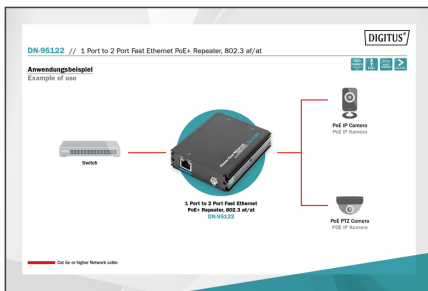 DIGITUS®
DN-95122 // 1 Port to 2 Port Fast Ethernet PoE+ Repeater, 802.3 af/at
Anwendungsbeispiel
Example of use
PoE IP Camera
PoE IP Kamera
Switch
1 Port to 2 Port Fast Ethernet
PoE+ Repeater, 802.3 af/at
DN-95122
PoE PTZ Camera
PGE IP Kamera
Cat 5e or higher Network cable